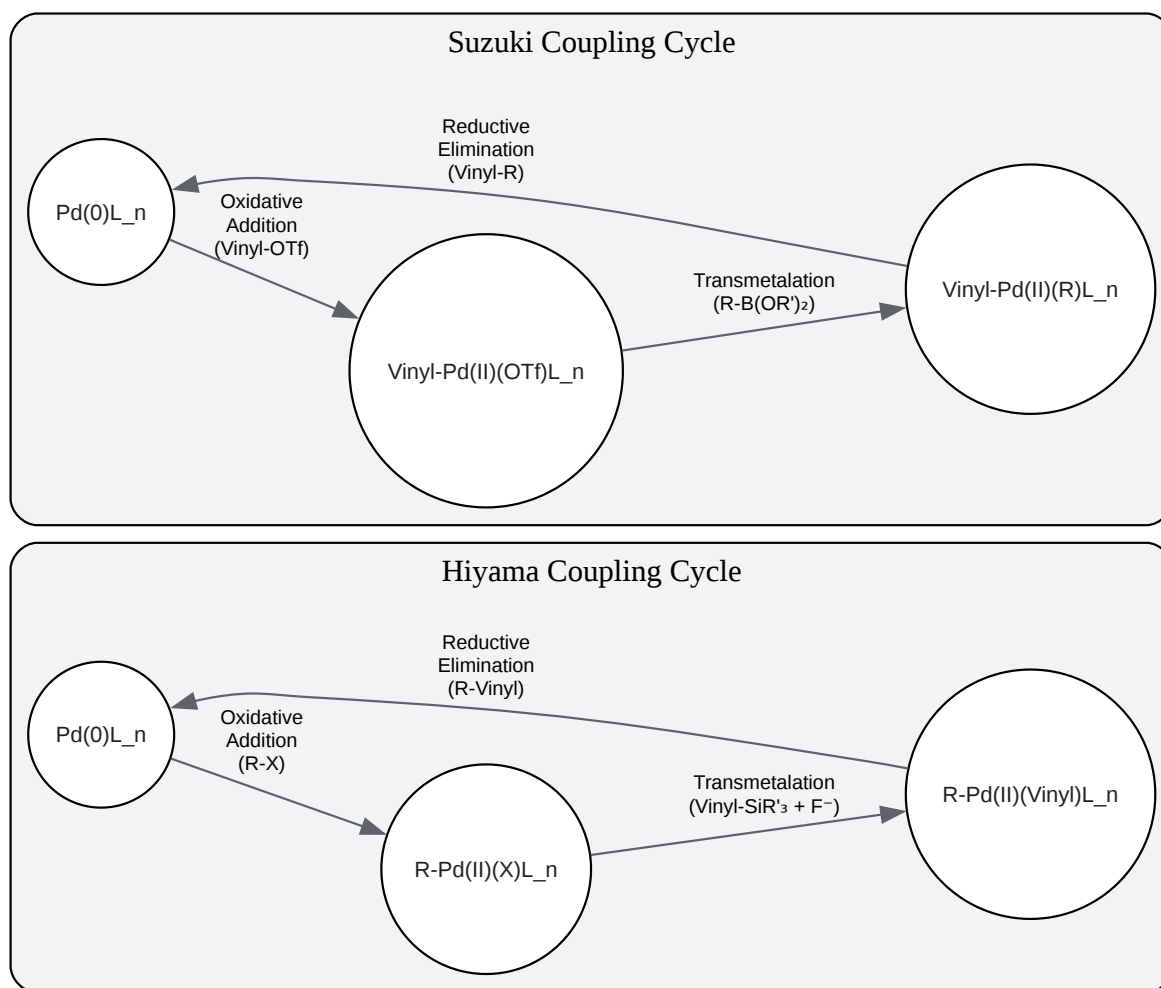 Suzuki Coupling Cycle
Reductive
Elimination
(Vinyl-R)
Pd(0)L_n
Oxidative
Addition
(Vinyl-OTf)
Transmetalation
(R-B(OR')₂)
Vinyl-Pd(II)(R)L_n
Vinyl-Pd(II)(OTf)L_n
Hiyama Coupling Cycle
Reductive
Elimination
(R-Vinyl)
Pd(0)L_n
Oxidative
Addition
(R-X)
Transmetalation
(Vinyl-SiR'₃ + F⁻)
R-Pd(II)(Vinyl)L_n
R-Pd(II)(X)L_n